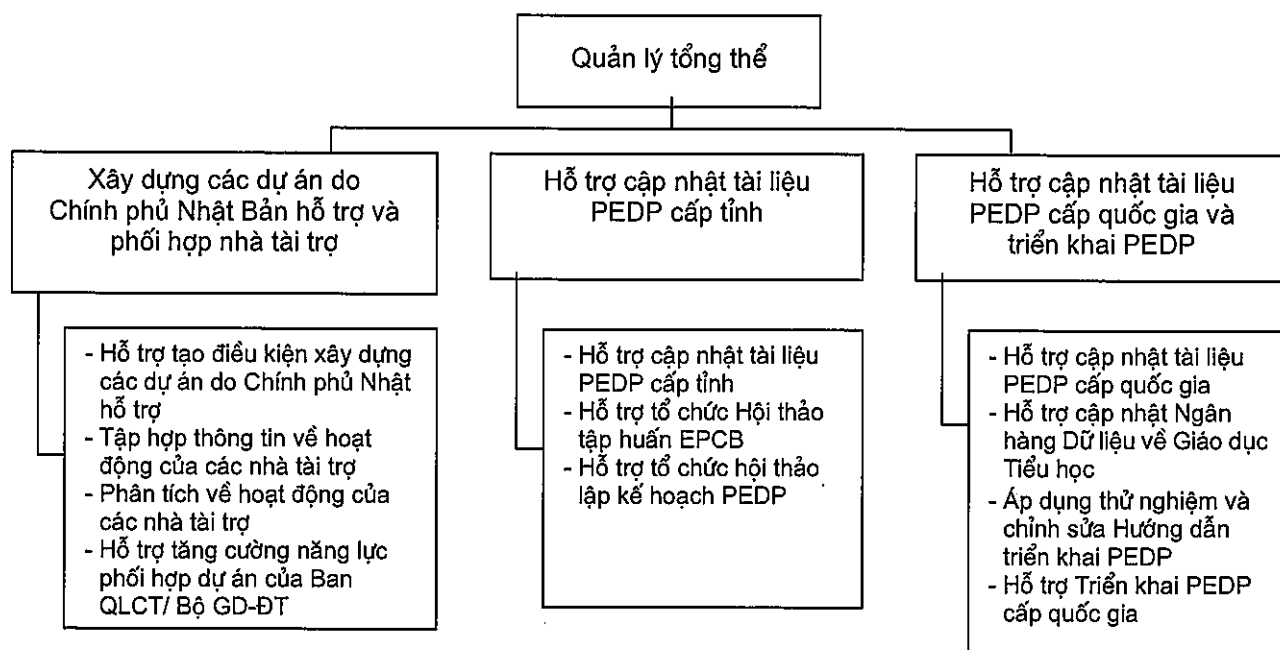 Quản lý tổng thể
Xây dựng các dự án do
Chính phủ Nhật Bản hỗ trợ và
phối hợp nhà tài trợ
Hỗ trợ cập nhật tài liệu
PEDP cấp tỉnh
Hỗ trợ cập nhật tài liệu
PEDP cấp quốc gia và
triển khai PEDP
- Hỗ trợ tạo điều kiện xây dựng
các dự án do Chính phủ Nhật
hỗ trợ
- Tập hợp thông tin về hoạt
động của các nhà tài trợ
- Phân tích về hoạt động của
các nhà tài trợ
- Hỗ trợ tăng cường năng lực
phối hợp dự án của Ban
QLCT/ Bộ GD-ĐT
- Hỗ trợ cập nhật tài liệu
PEDP cấp tỉnh
- Hỗ trợ tổ chức Hội thảo
tập huấn EPCB
- Hỗ trợ tổ chức hội thảo
lập kế hoạch PEDP
- Hỗ trợ cập nhật tài liệu
PEDP cấp quốc gia
- Hỗ trợ cập nhật Ngân
hàng Dữ liệu về Giáo dục
Tiểu học
- Áp dụng thử nghiệm và
chỉnh sửa Hướng dẫn
triển khai PEDP
- Hỗ trợ Triển khai PEDP
cấp quốc gia